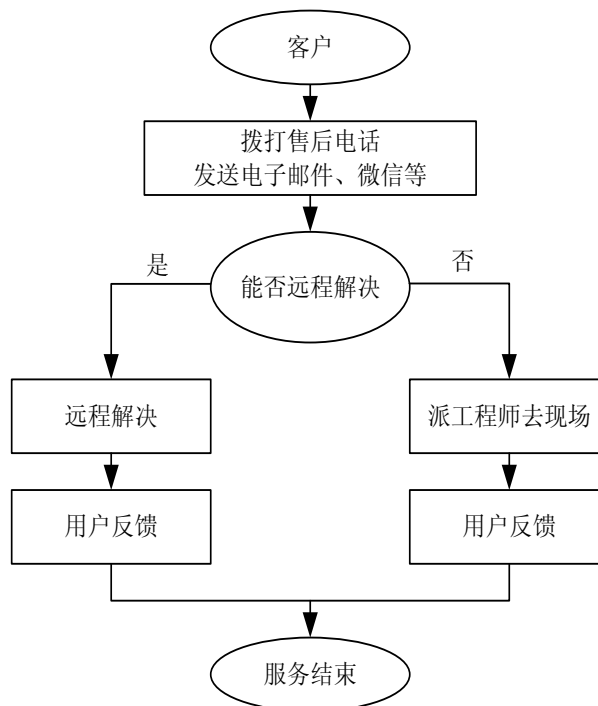 客户
拨打售后电话
发送电子邮件、微信等
能否远程解决
是
否
远程解决
派工程师去现场
用户反馈
用户反馈
服务结束